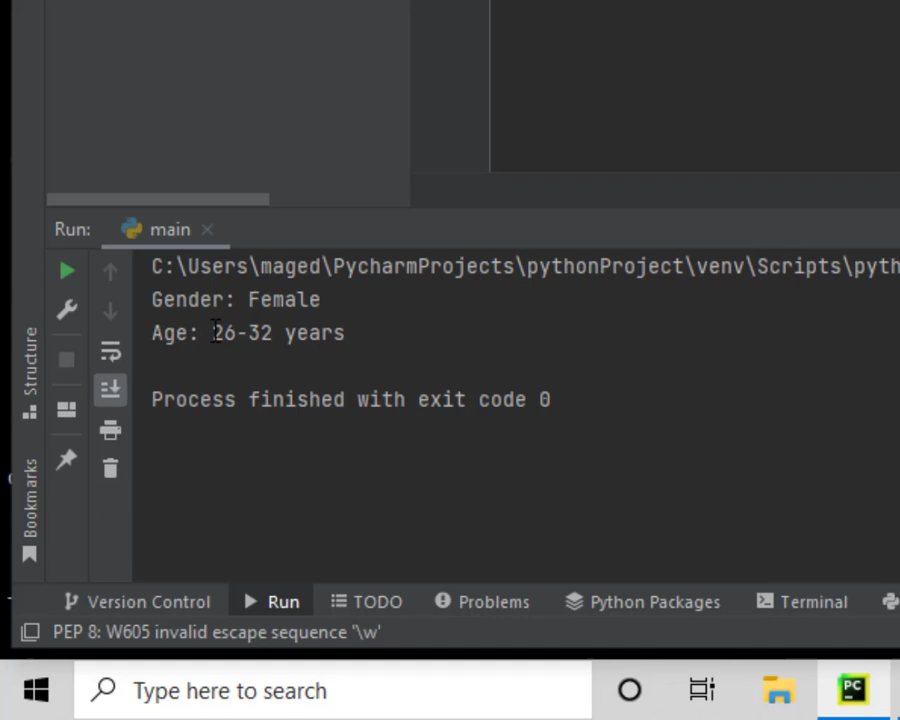 Run: main
C:\Users\maged\PycharmProjects\pythonProject\venv\Scripts\pyth
Gender: Female
Age: 26-32 years
Process finished with exit code 0
Structure
Bookmarks
Version Control Run TODO Problems Python Packages Terminal
PEP 8: W605 invalid escape sequence '\w'
Type here to search
PC